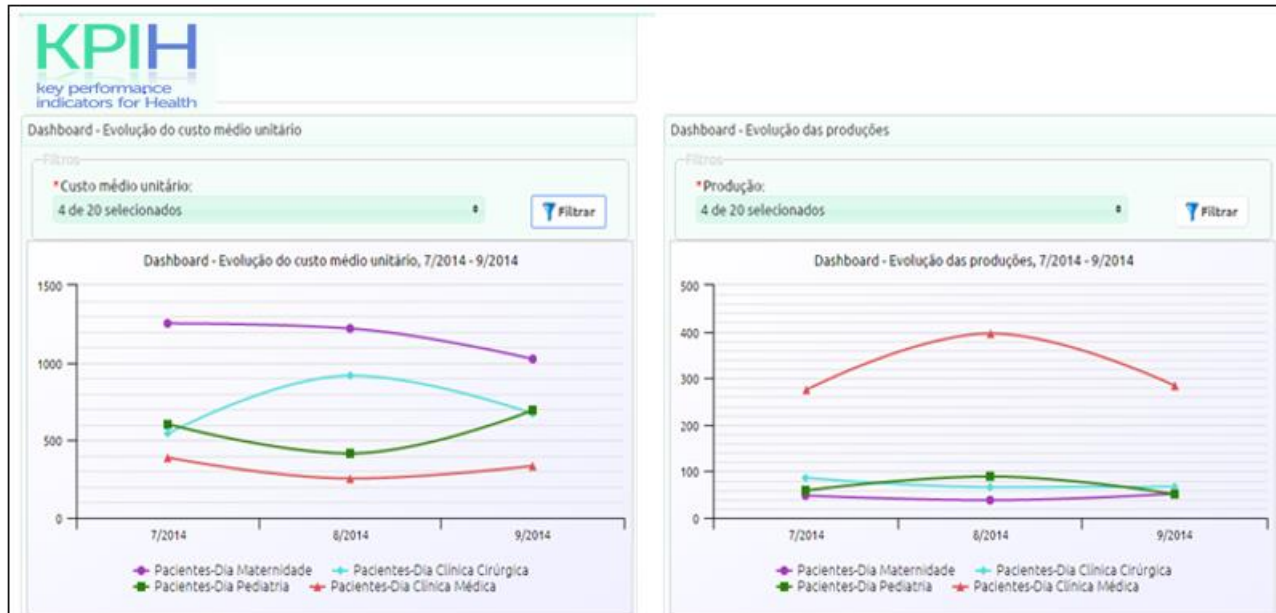 KPIH
key performance
indicators for Health
Dashboard - Evolução do custo médio unitário
Filtros
*Custo médio unitário:
4 de 20 selecionados
Filtrar
Dashboard - Evolução do custo médio unitário, 7/2014 - 9/2014
1500
1000
500
0
7/2014 8/2014 9/2014
Pacientes-Dia Maternidade Pacientes-Dia Clínica Cirúrgica
Pacientes-Dia Pediatria Pacientes-Dia Clínica Médica
Dashboard - Evolução das produções
Filtros
*Produção:
4 de 20 selecionados
Filtrar
Dashboard - Evolução das produções, 7/2014 - 9/2014
500
400
300
200
100
0
7/2014 8/2014 9/2014
Pacientes-Dia Maternidade Pacientes-Dia Clínica Cirúrgica
Pacientes-Dia Pediatria Pacientes-Dia Clínica Médica